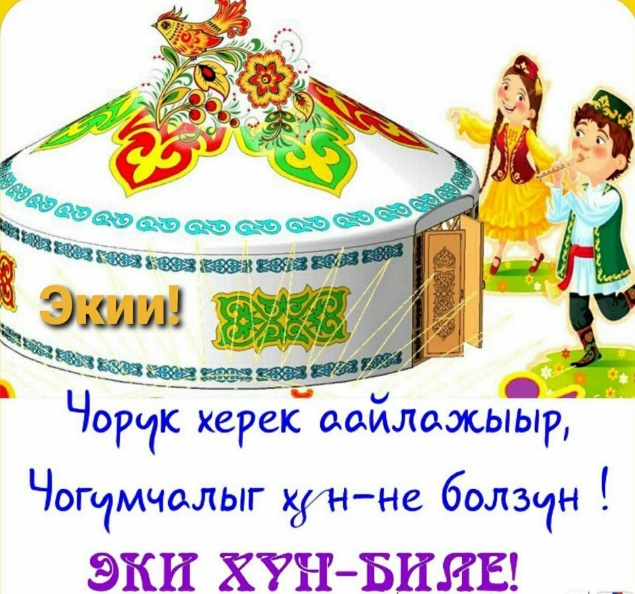 Экии!
Чорук херек аайлажыыр,
Чогумчалыг хүн-не болзун !
ЭКИ ХҮН-БИЛЕ!